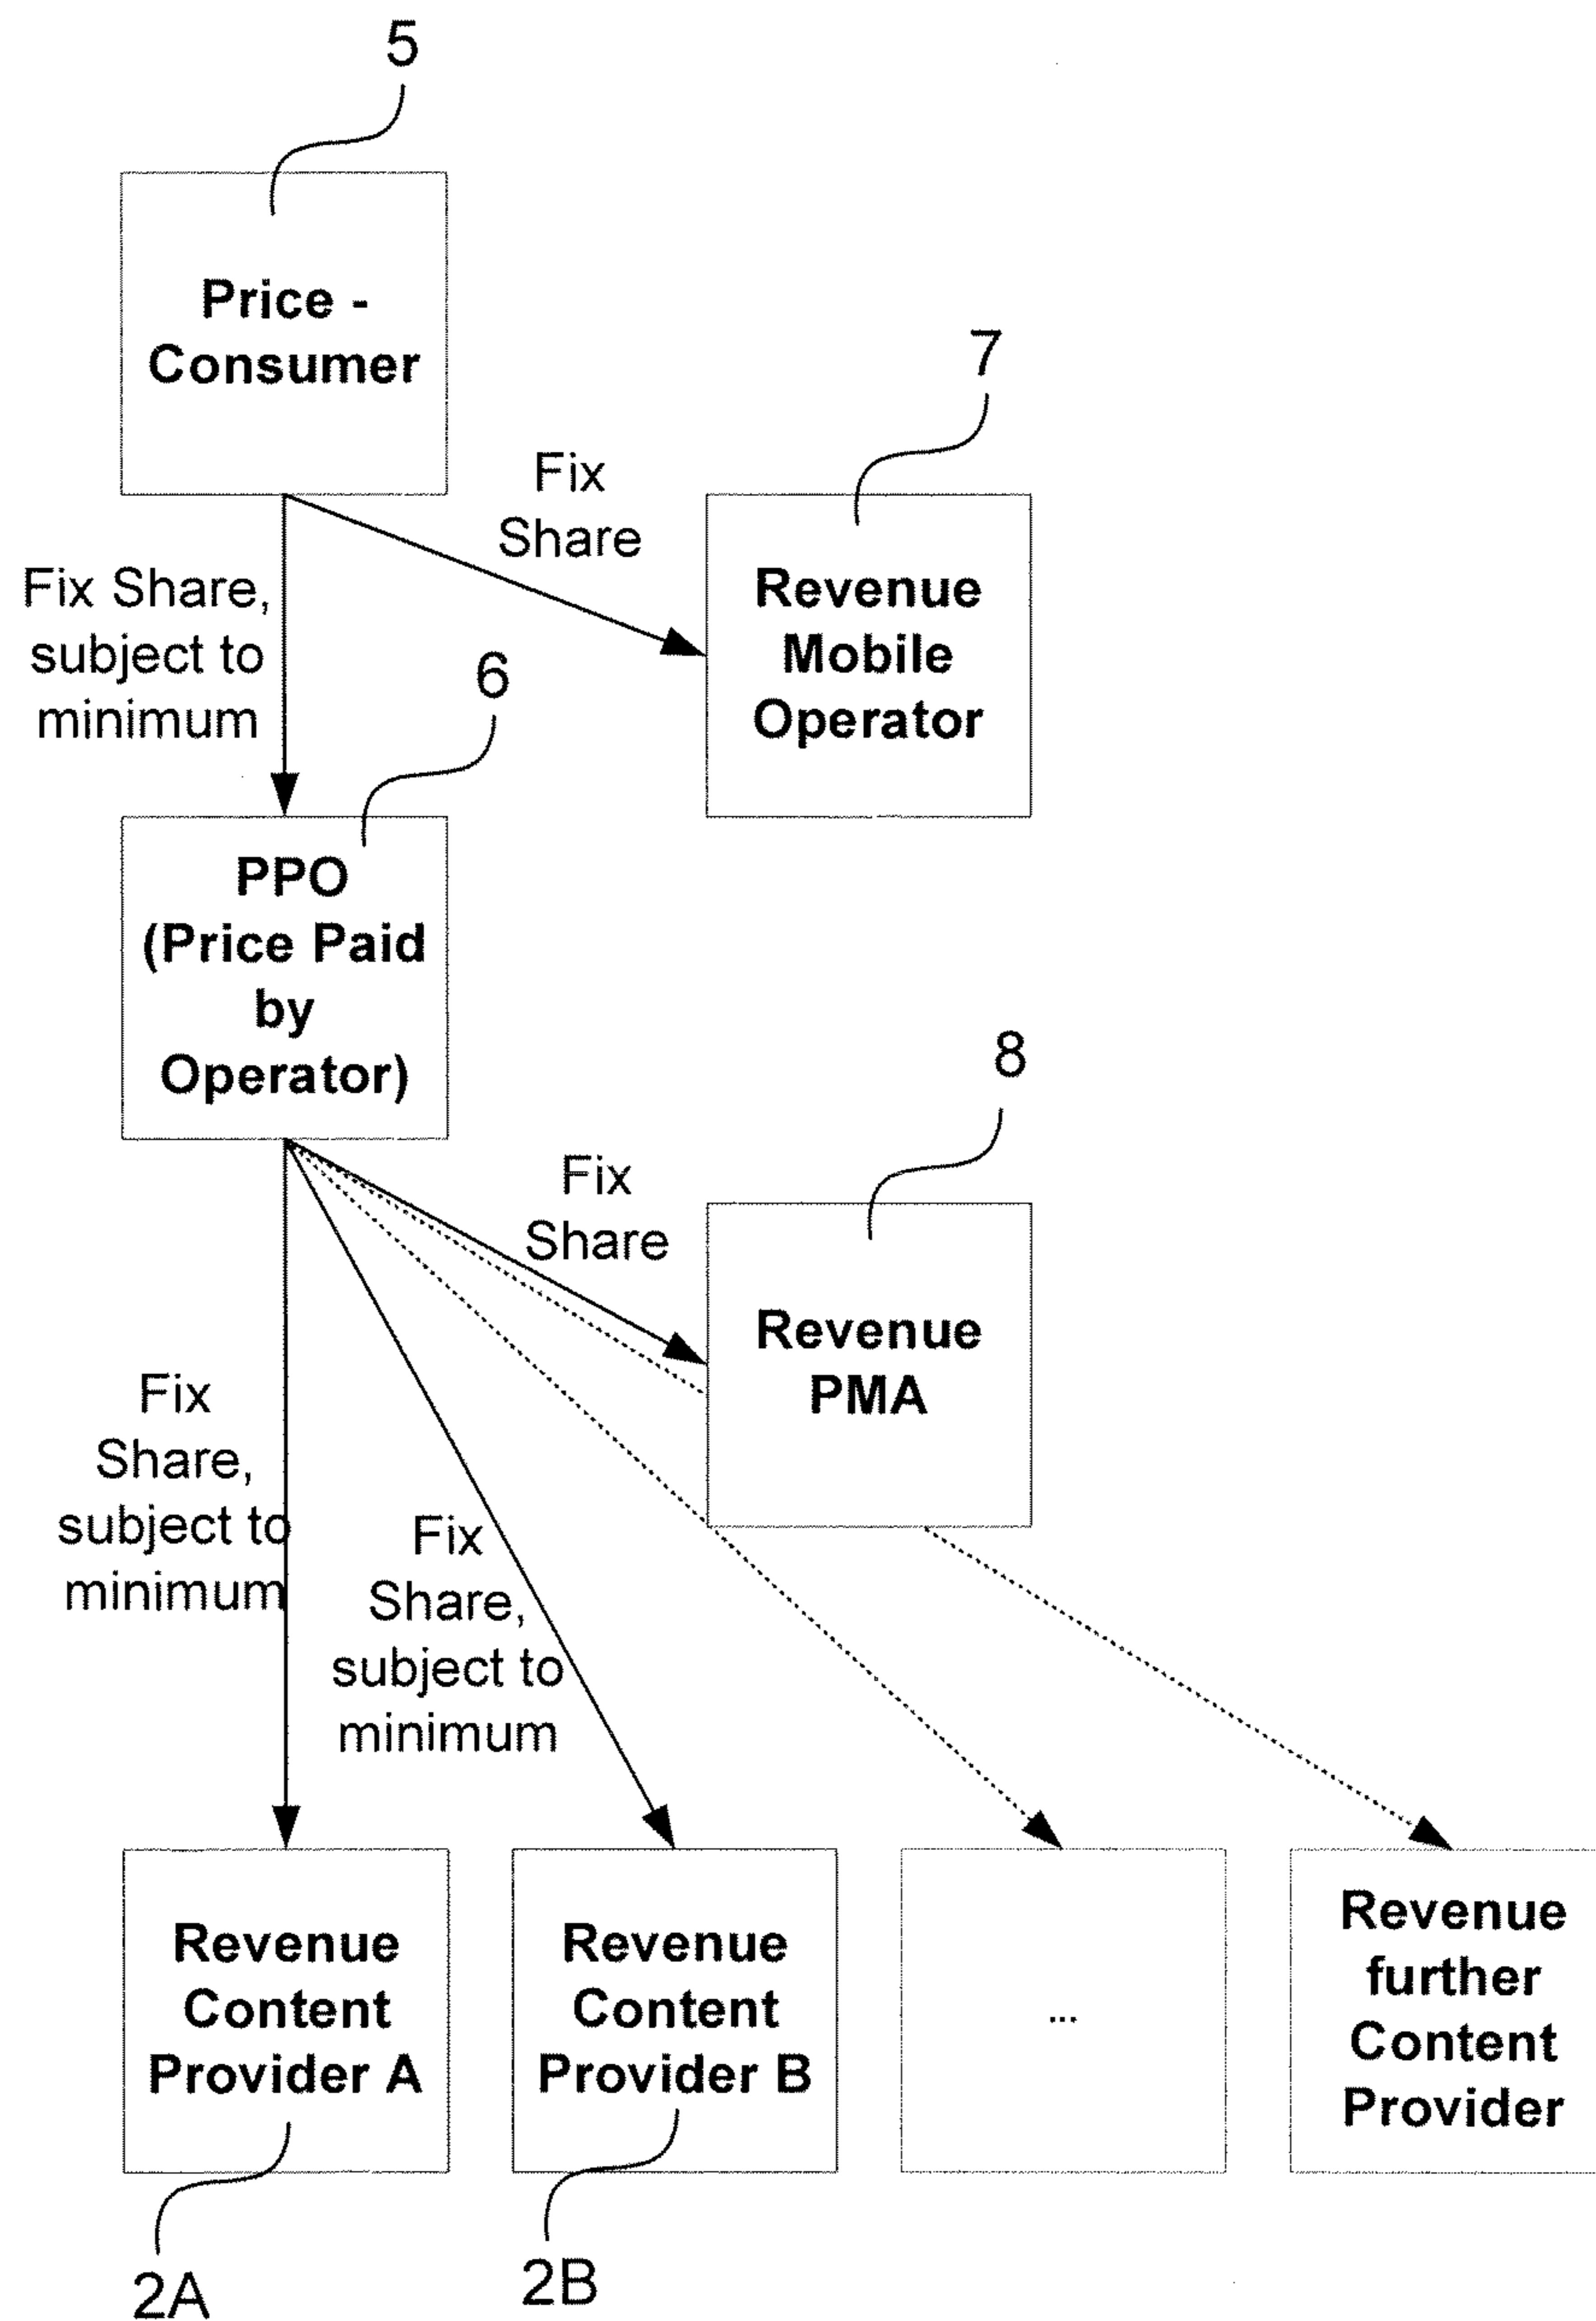 5
Price -
Consumer
7
Fix
Share
Revenue
Mobile
Operator
Fix Share,
subject to
minimum
6
PPO
(Price Paid
by
Operator)
8
Fix
Share
Revenue
PMA
Fix
Share,
subject to
minimum
Fix
Share,
subject to
minimum
Revenue
Content
Provider A
Revenue
Content
Provider B
...
Revenue
further
Content
Provider
2A
2B